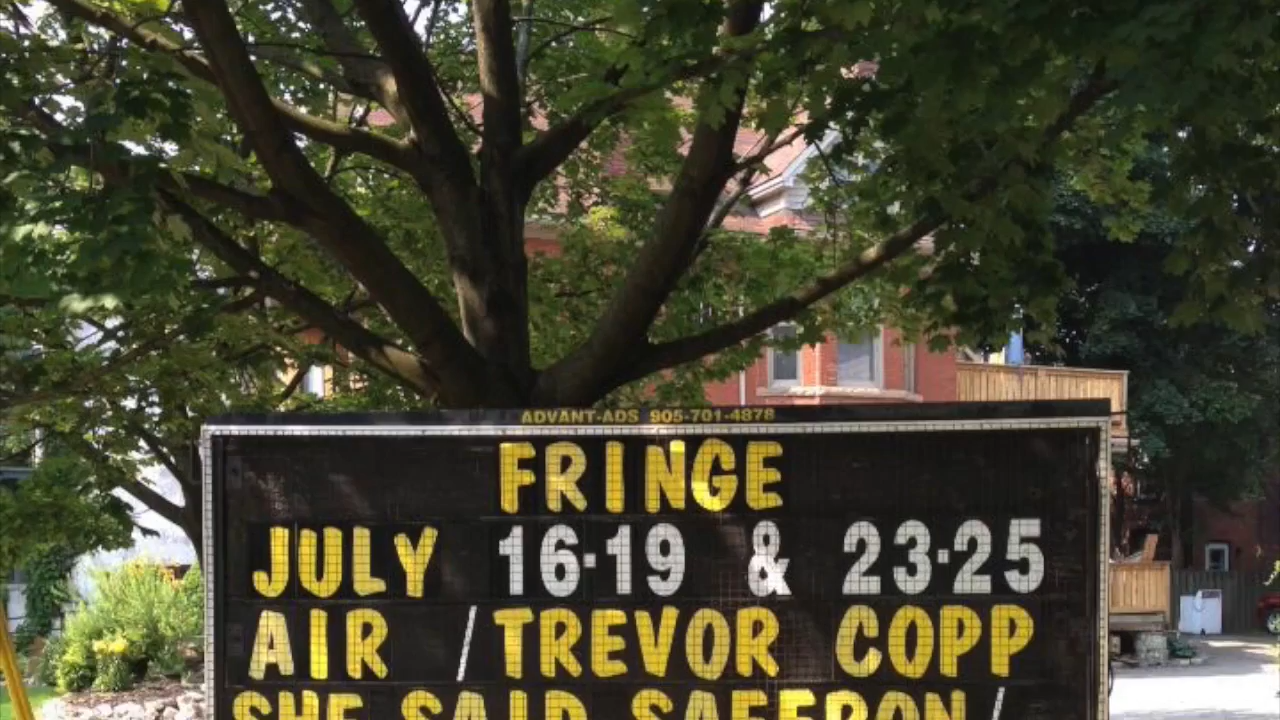 ADVANT-ADS 905-701-4878
FRINGE
JULY 16·19 & 23·25
AIR / TREVOR COPP
SHE SAID SAFFRON /